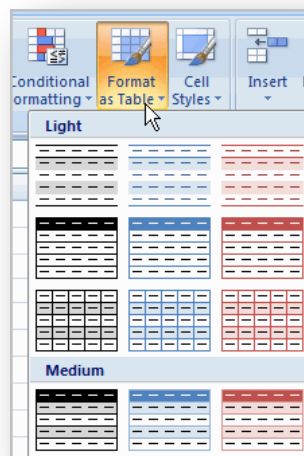 Conditional Format Cell Insert
Formatting as Table Styles
Light
Medium